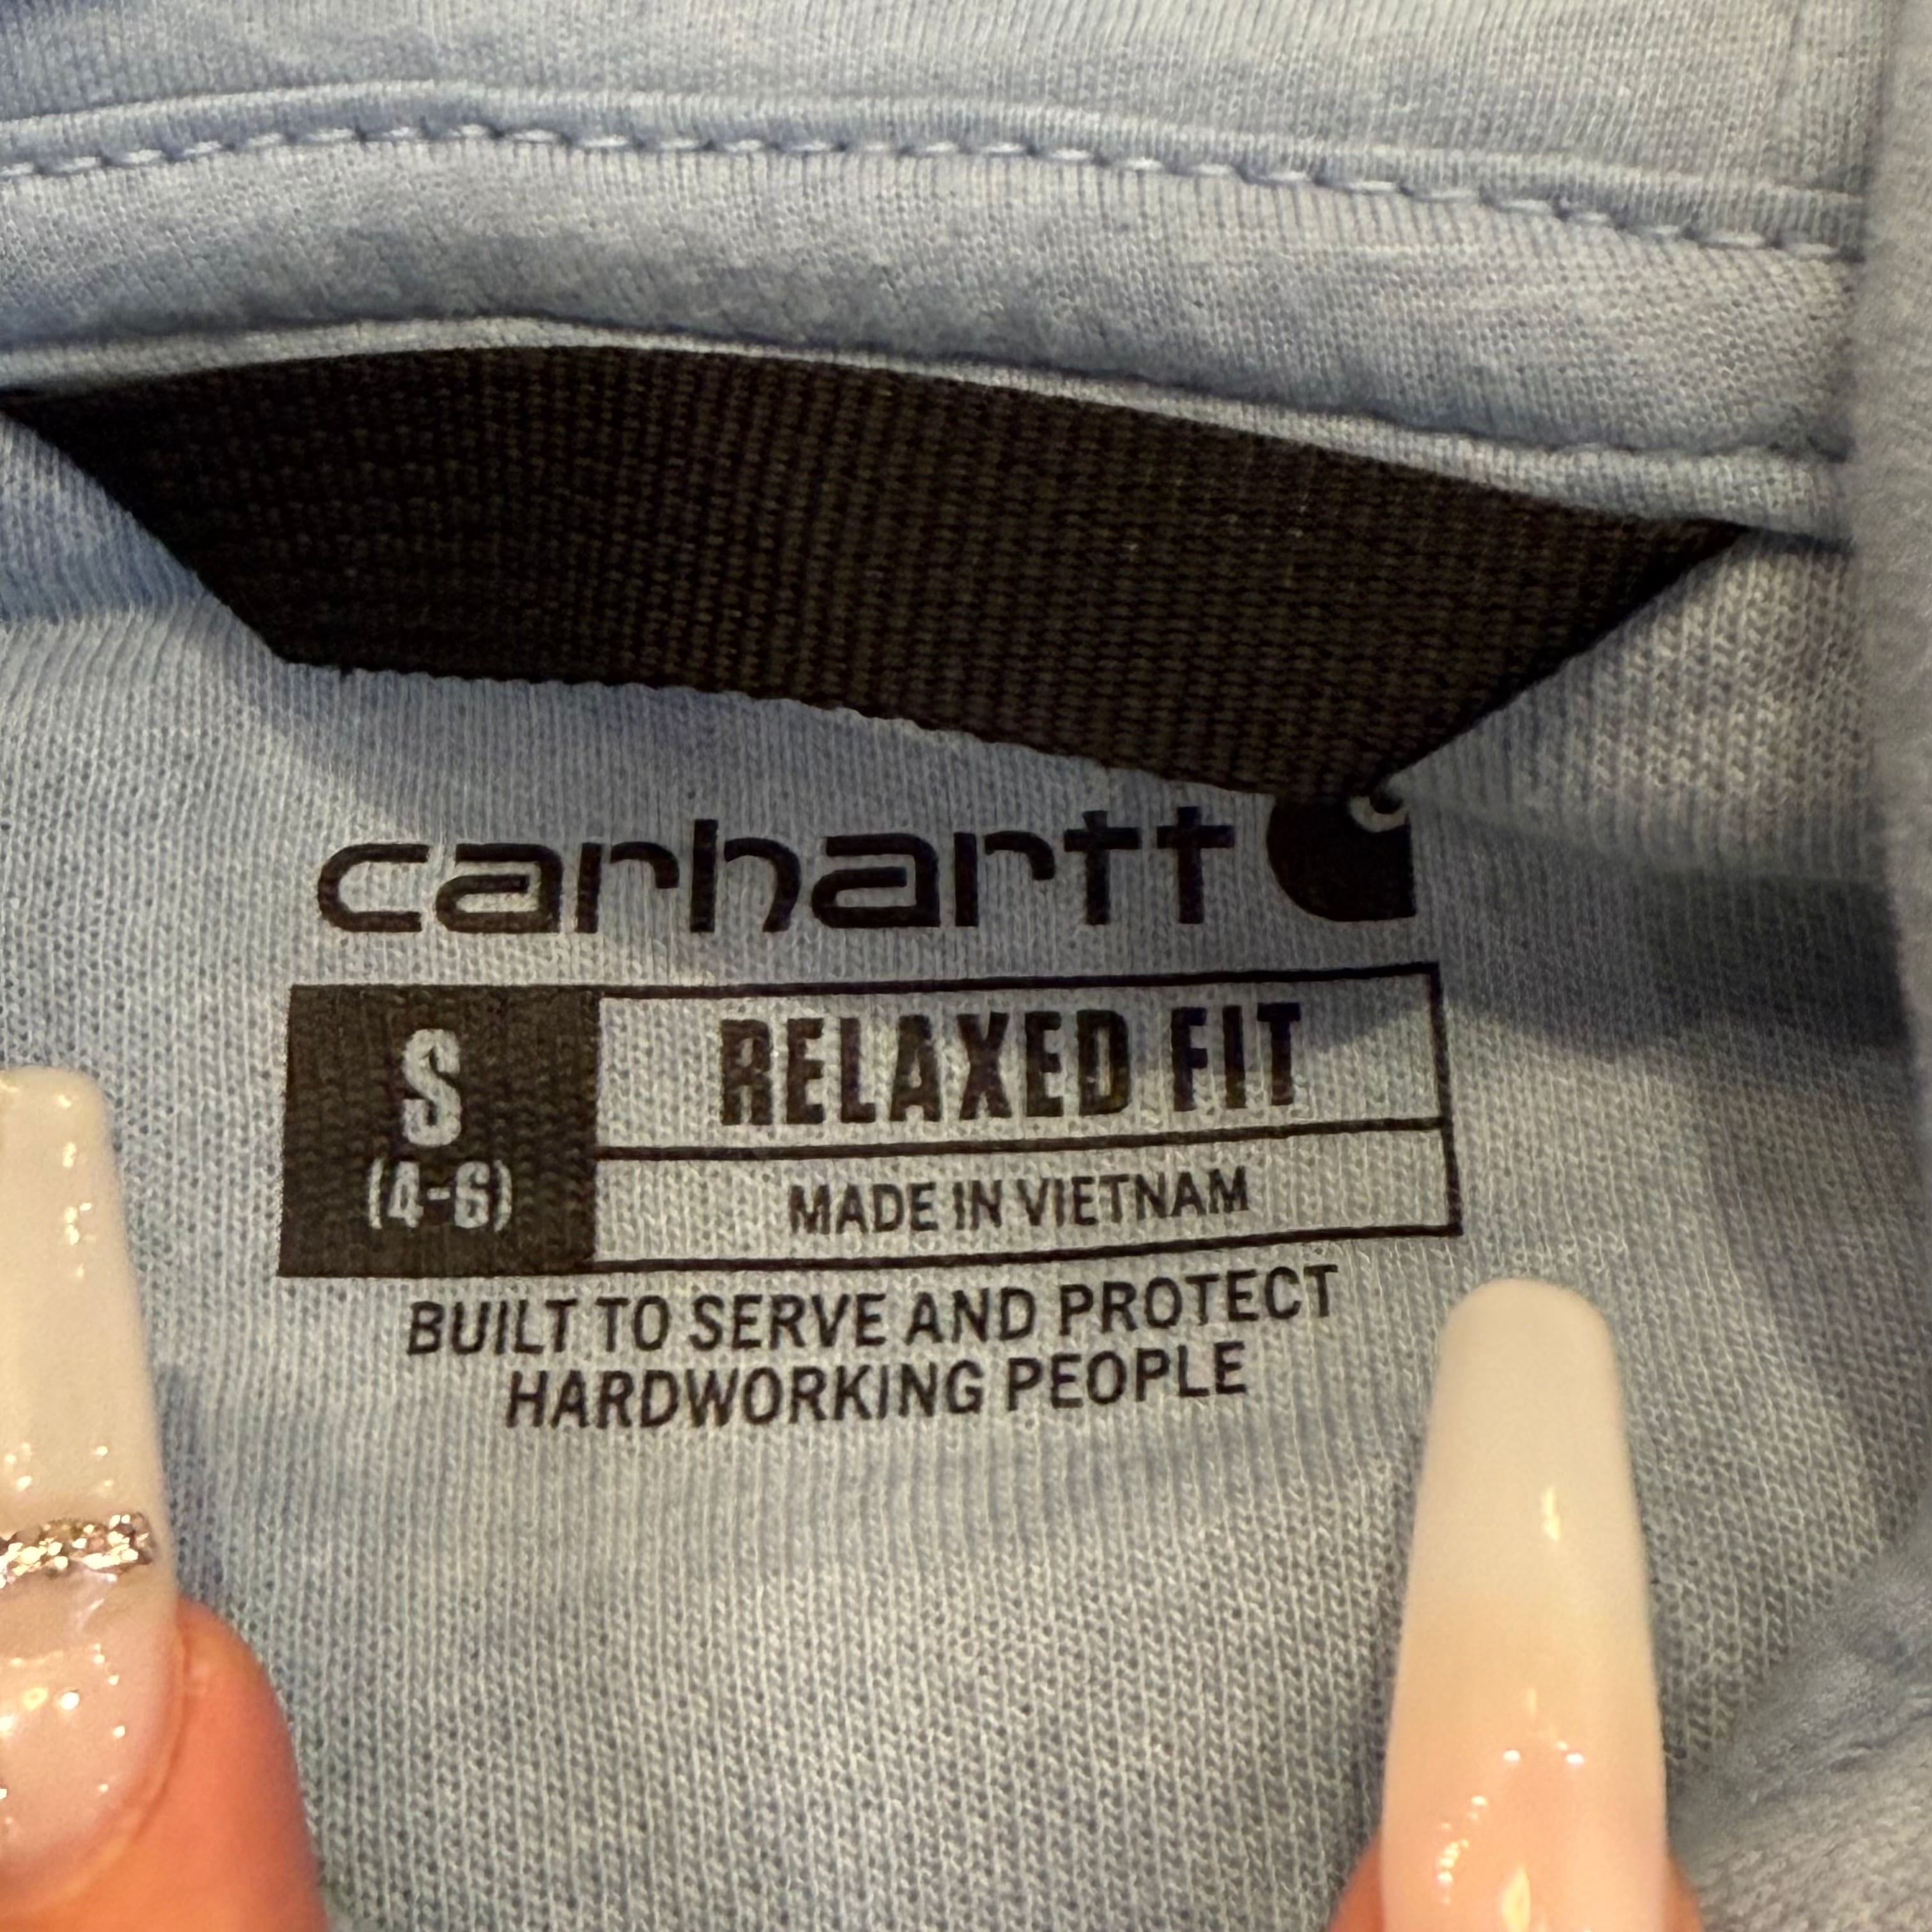 carhartt
S
(4-6)
RELAXED FIT
MADE IN VIETNAM
BUILT TO SERVE AND PROTECT
HARDWORKING PEOPLE